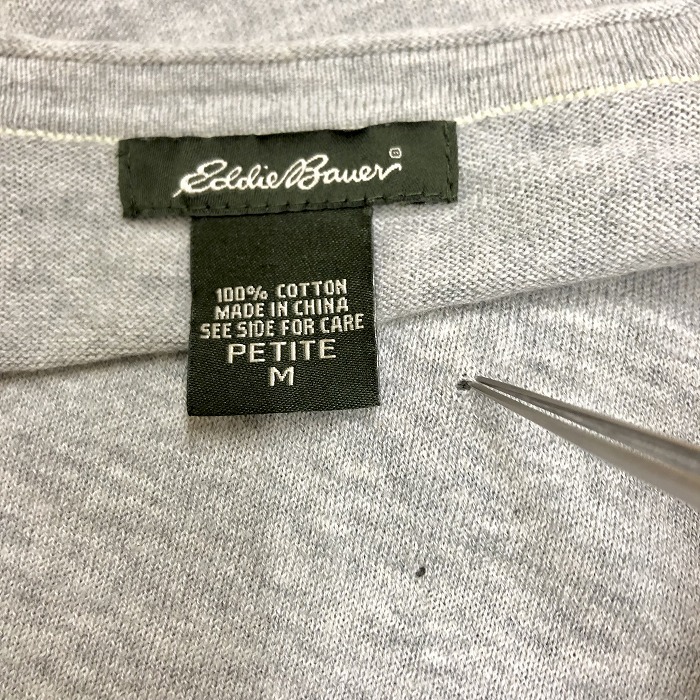 Eddie Bauer®
100% COTTON
MADE IN CHINA
SEE SIDE FOR CARE
PETITE
M